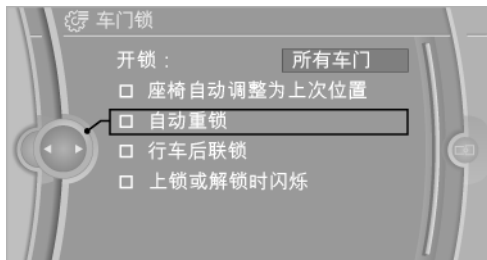 车门锁
开锁： 所有车门
座椅自动调整为上次位置
自动重锁
行车后联锁
上锁或解锁时闪烁